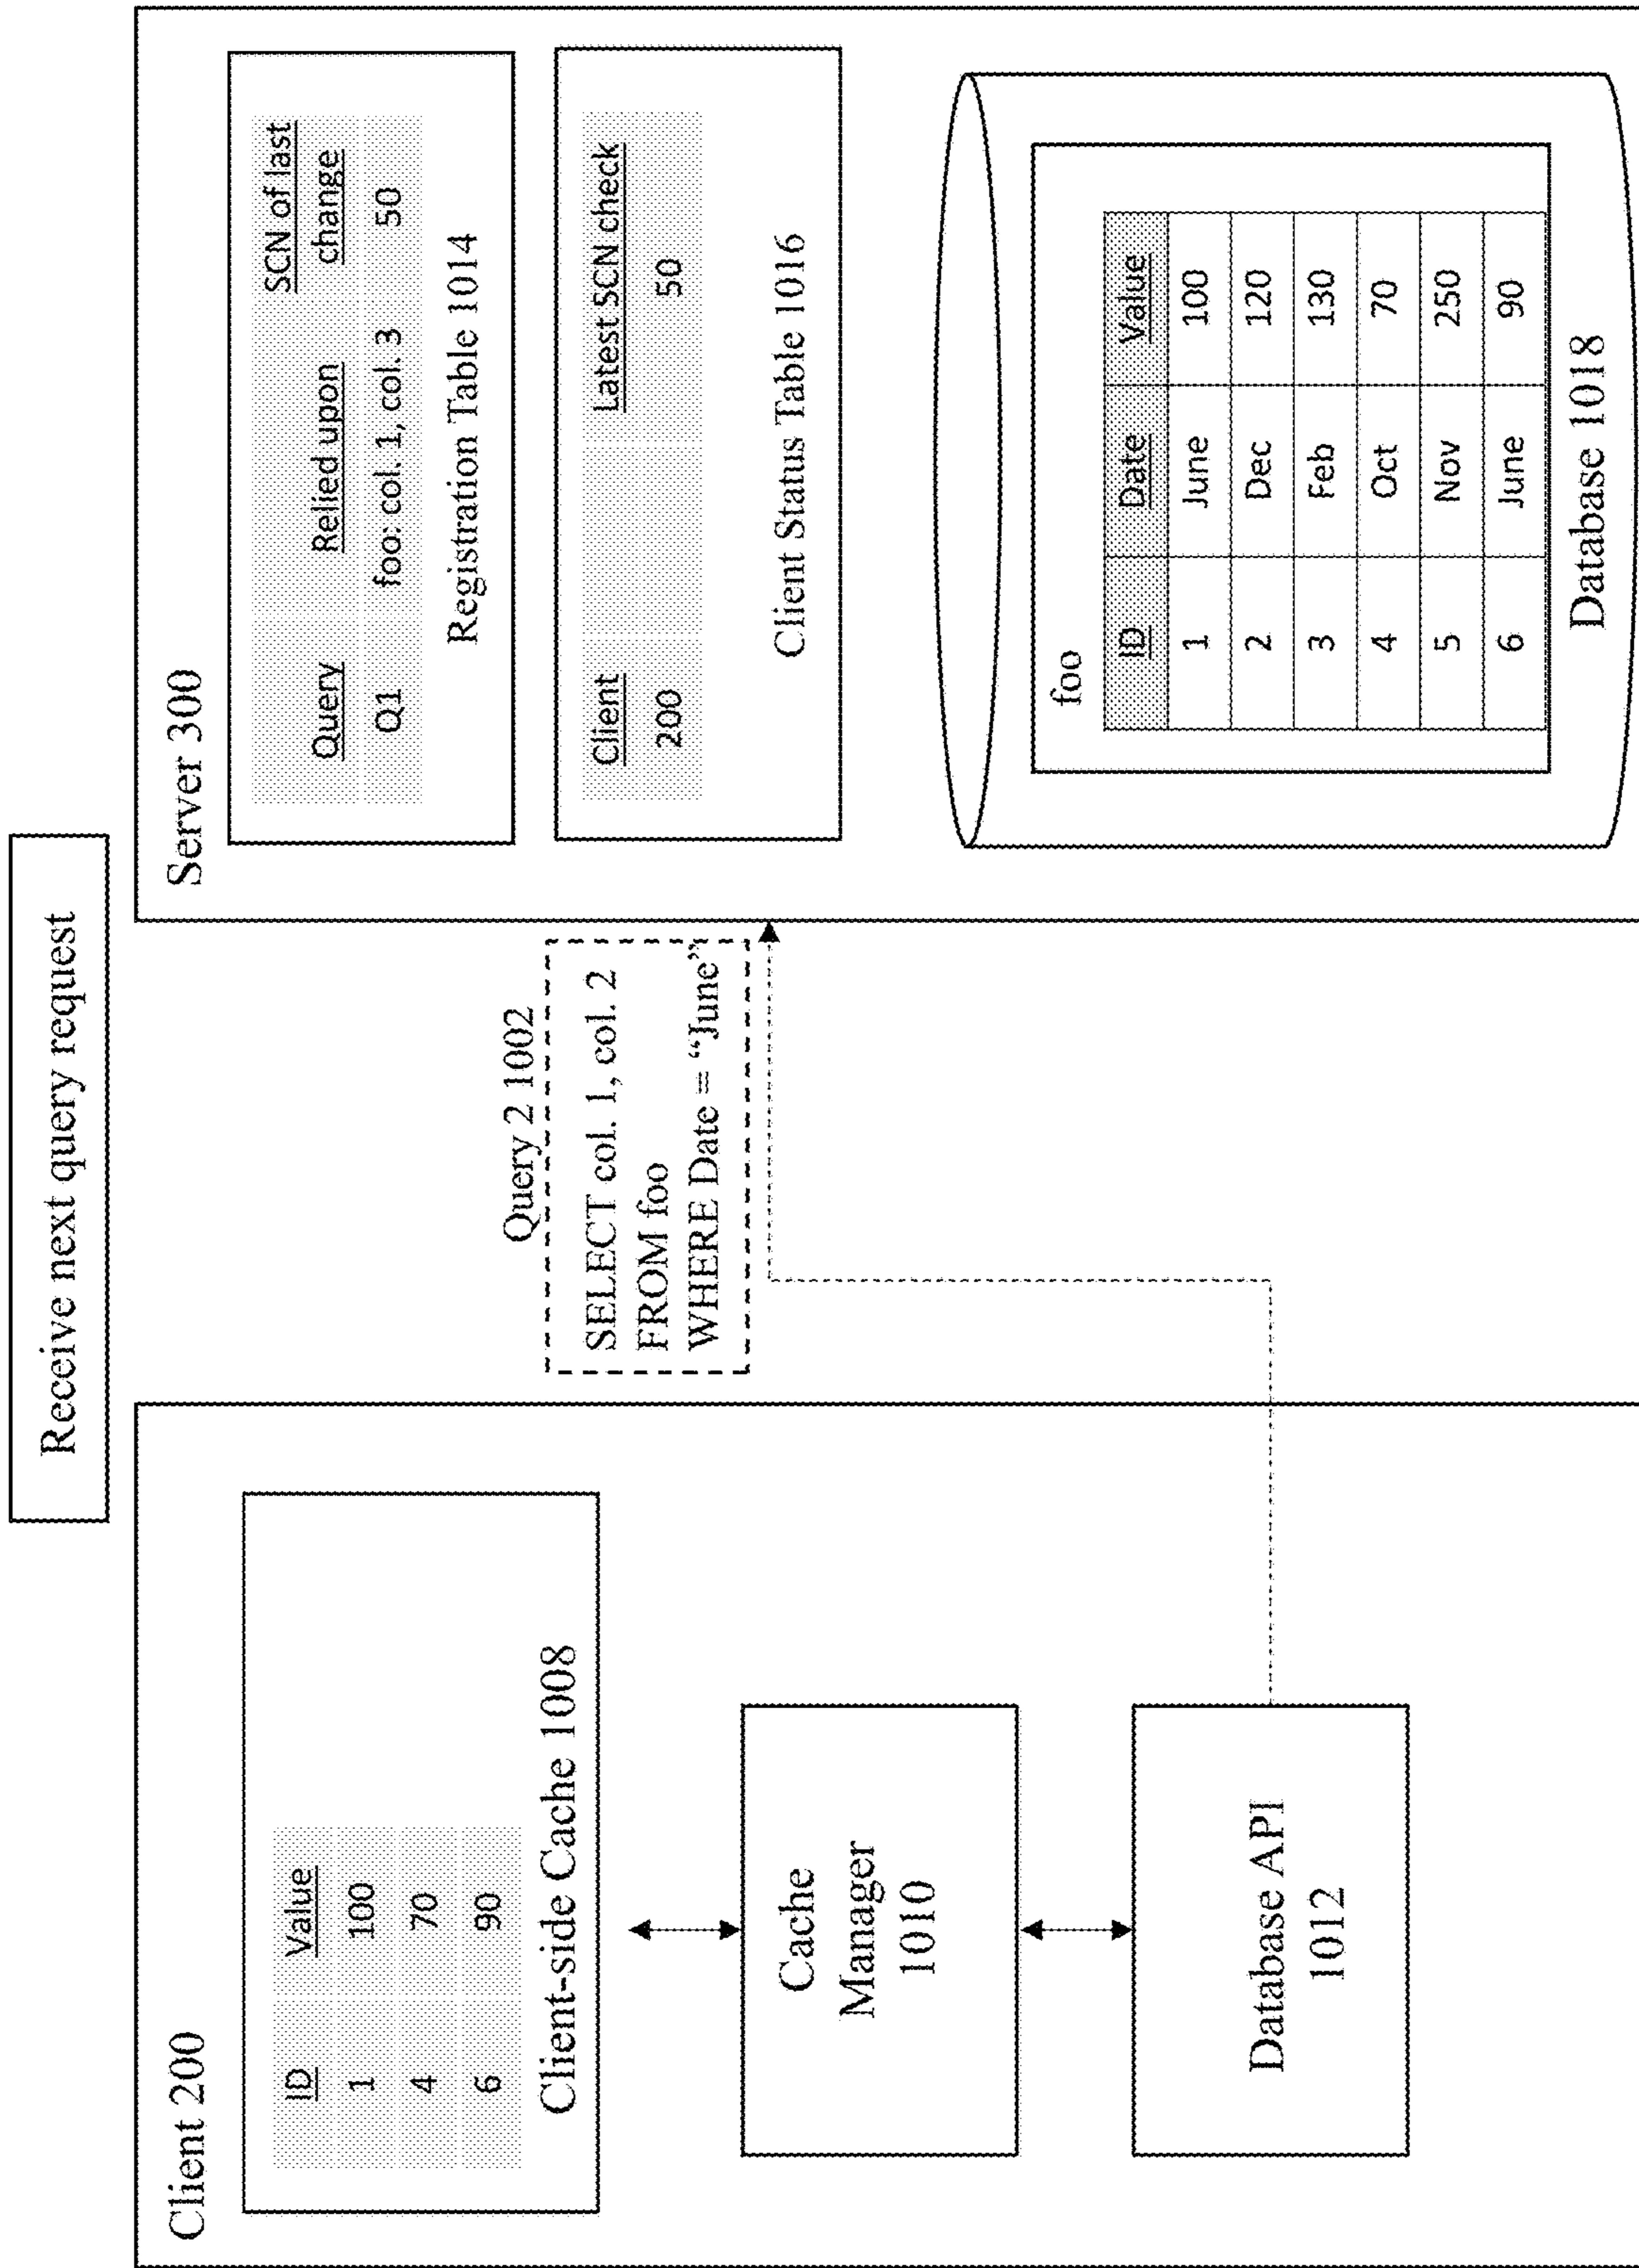 Receive next query request
Client 200
ID Value
1 100
4 70
6 90
Client-side Cache 1008
Cache
Manager
1010
Database API
1012
Query 2 1002
SELECT col. 1, col. 2
FROM foo
WHERE Date = “June”
Server 300
Query Relied upon SCN of last
change
Q1 foo: col. 1, col. 3 50
Registration Table 1014
Client Latest SCN check
200 50
Client Status Table 1016
foo
ID Date Value
1 June 100
2 Dec 120
3 Feb 130
4 Oct 70
5 Nov 250
6 June 90
Database 1018